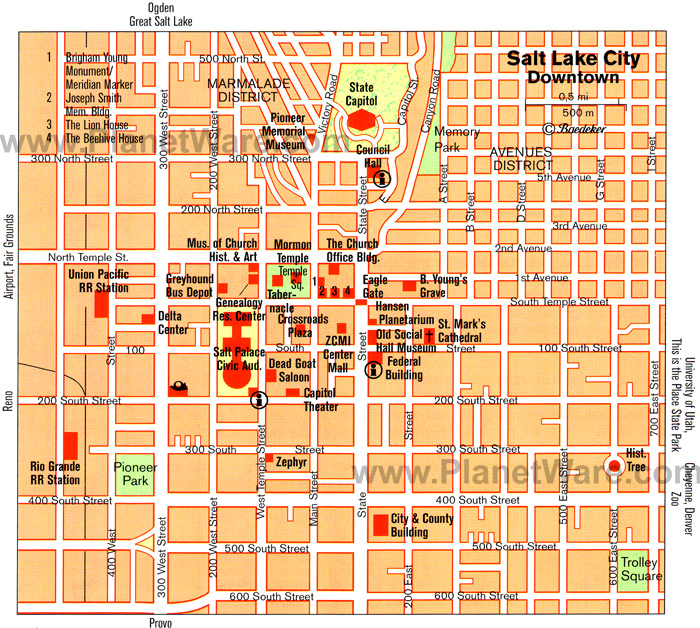 Ogden
Great Salt Lake
1 Brigham Young
Monument/
Meridian Marker
2 Joseph Smith
Mem. Bldg.
3 The Lion House
4 The Beehive House
500 North St.
MARMALADE
DISTRICT
Victory Road
State
Capitol
Capitol St.
Canyon Road
Salt Lake City
Downtown
0,5 mi
500 m
© Baedeker
300 West Street
200 West Street
Pioneer
Memorial
Museum
Memory
Park
www.PlanetWare.com
Council
Hall
i
AVENUES
DISTRICT
300 North Street
300 North Street
5th Avenue
A Street
B Street
D Street
G Street
I Street
State Street
200 North Street
3rd Avenue
2nd Avenue
1st Avenue
Airport, Fair Grounds
North Temple St.
Mus. of Church
Hist. & Art
Mormon
Temple
Temple
Sq.
The Church
Office Bldg.
1
2 3 4
Union Pacific
RR Station
Greyhound
Bus Depot
Taber-
nacle
Eagle
Gate
B. Young's
Grave
South Temple Street
Genealogy
Res. Center
Delta
Center
Crossroads
Plaza
Hansen
Planetarium
Old Social
Hall Museum
St. Mark's
Cathedral
ZCMI
Center
Mall
Street
100
South
Street
Street
100 South Street
Salt Palace
Civic Aud.
Dead Goat
Saloon
Federal
Building
i
Capitol
Theater
i
Reno
200 South Street
200 South Street
700 East Street
University of Utah,
This is the Place State Park
Cheyenne, Denver
Zoo
Rio Grande
RR Station
Pioneer
Park
300 South
Street
Zephyr
West Temple Street
Main Street
State
Street
300 South Street
www.PlanetWare.com
Hist.
Tree
400 South Street
400 South Street
500 East Street
City & County
Building
400 West
300 West Street
200 West Street
500 South Street
500 South Street
200 East
600 East Street
Trolley
Square
600 South Street
600 South Street
Provo